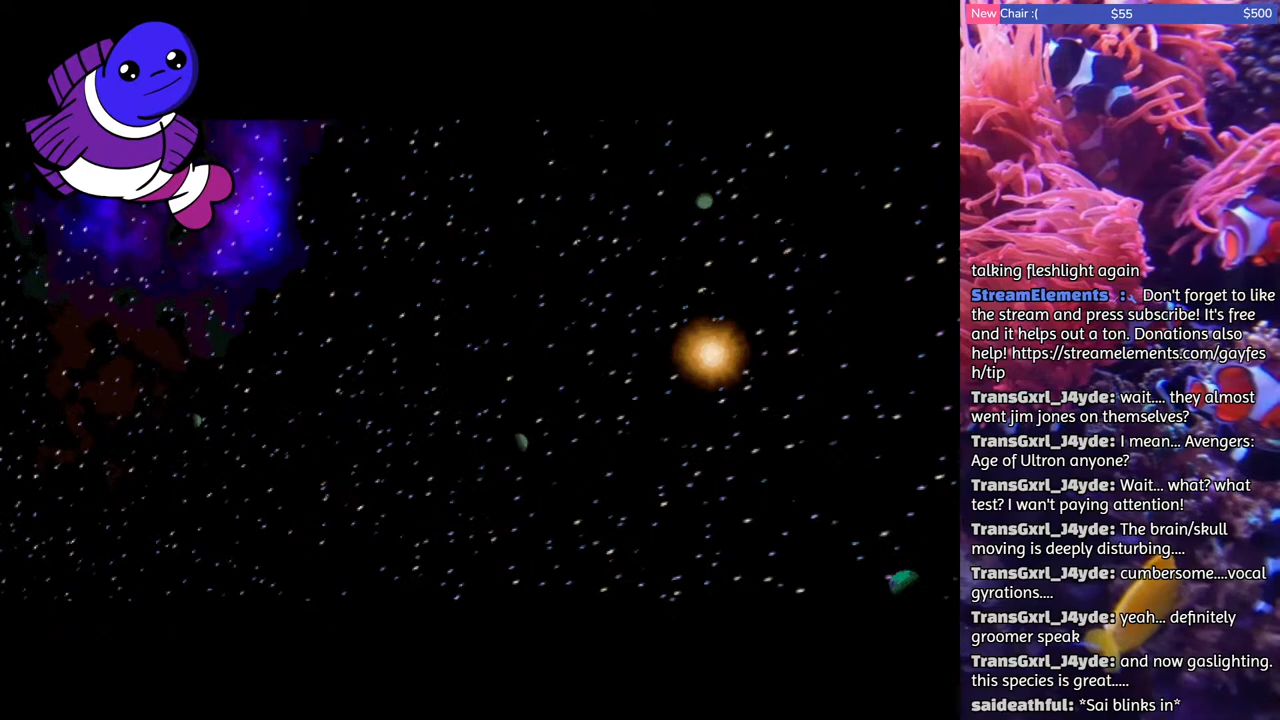 New Chair :( $55 $500
talking fleshlight again
StreamElements : Don't forget to like
the stream and press subscribe! It's free
and it helps out a ton. Donations also
help! https://streamelements.com/gayfes
h/tip
TransGxrl_J4yde: wait.... they almost
went jim jones on themselves?
TransGxrl_J4yde: I mean... Avengers:
Age of Ultron anyone?
TransGxrl_J4yde: Wait... what? what
test? I wan't paying attention!
TransGxrl_J4yde: The brain/skull
moving is deeply disturbing....
TransGxrl_J4yde: cumbersome....vocal
gyrations....
TransGxrl_J4yde: yeah... definitely
groomer speak
TransGxrl_J4yde: and now gaslighting.
this species is great.....
saideathful: *Sai blinks in*